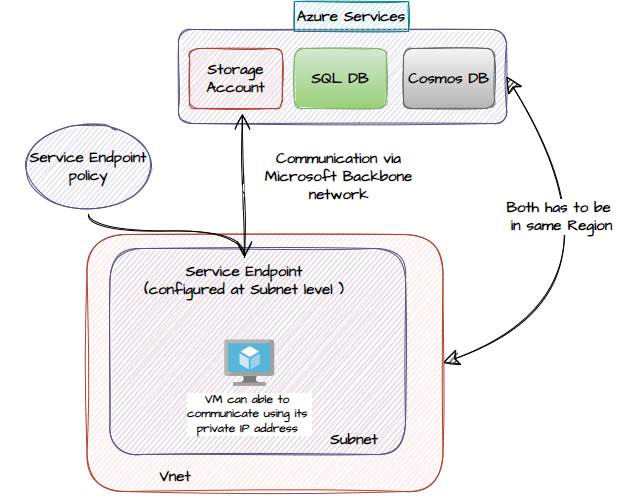 Azure Services
Storage
Account
SQL DB
Cosmos DB
Service Endpoint
policy
Communication via
Microsoft Backbone
network
Both has to be
in same Region
Service Endpoint
(configured at Subnet level )
VM can able to
communicate using its
private IP address
Subnet
Vnet